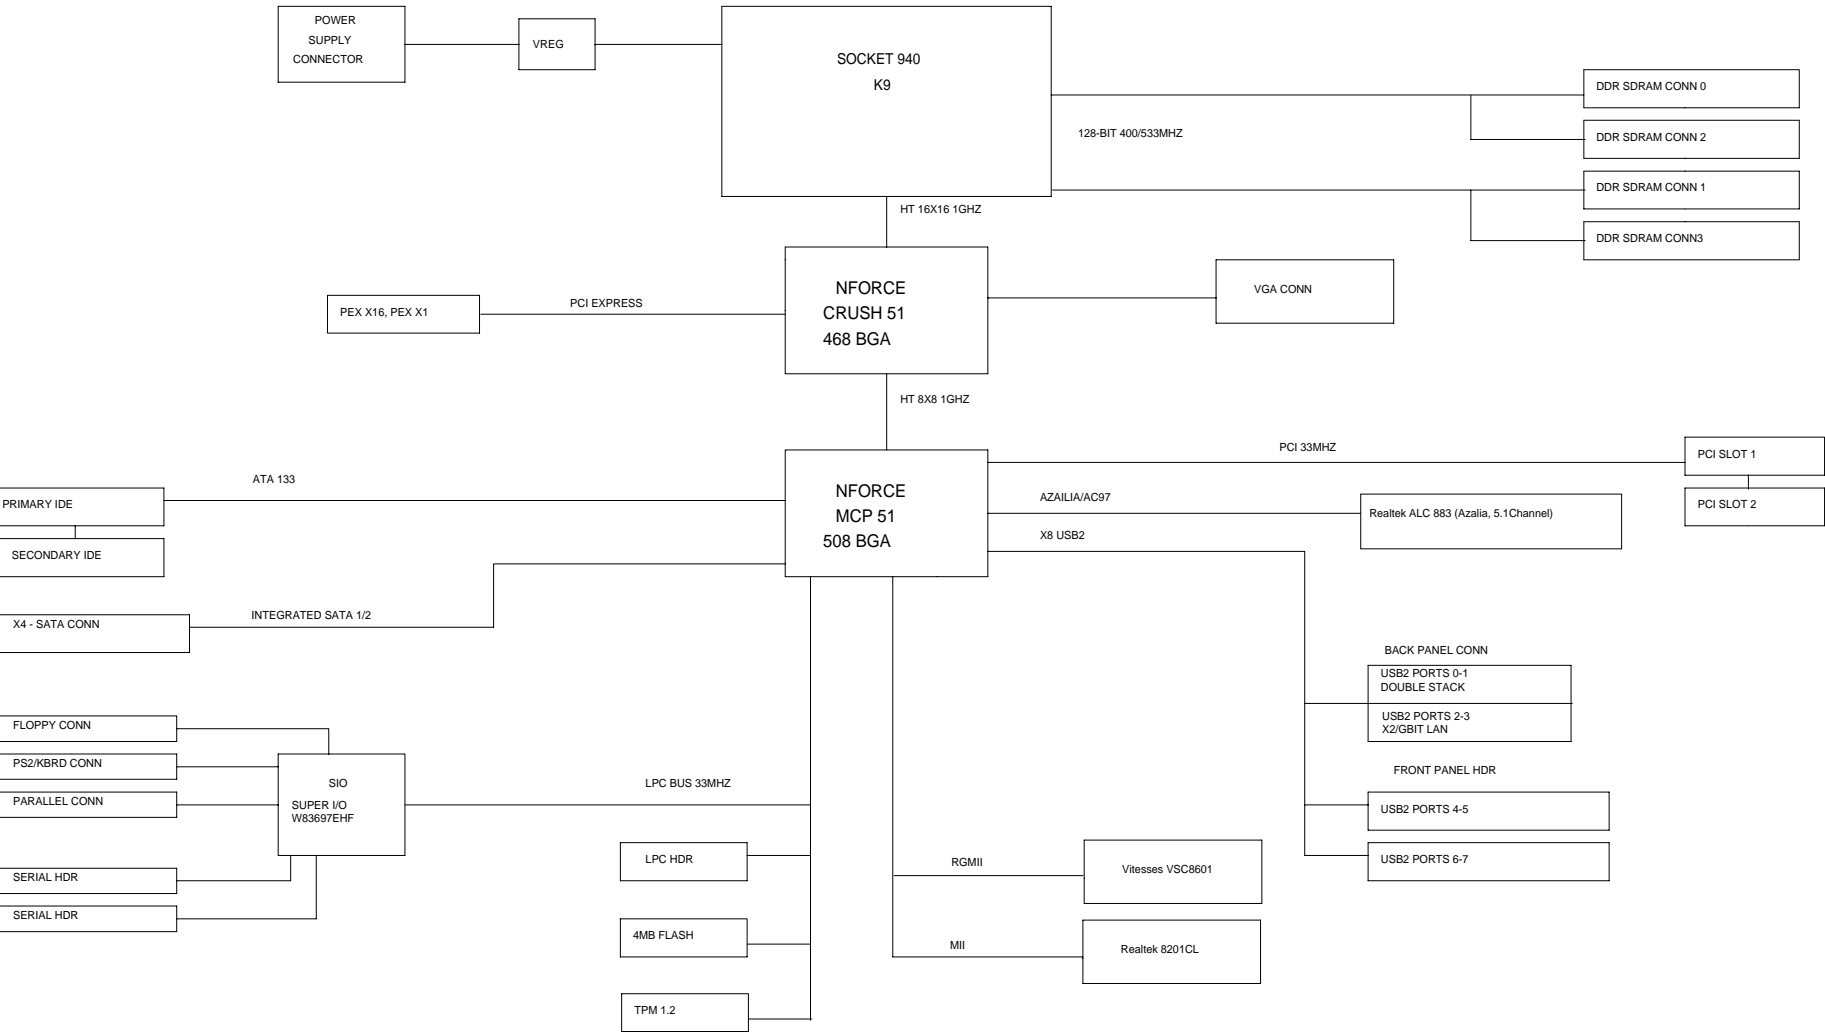 POWER
SUPPLY
CONNECTOR
VREG
SOCKET 940
K9
DDR SDRAM CONN 0
128-BIT 400/533MHZ
DDR SDRAM CONN 2
DDR SDRAM CONN 1
HT 16X16 1GHZ
DDR SDRAM CONN3
PEX X16, PEX X1
PCI EXPRESS
NFORCE
CRUSH 51
468 BGA
VGA CONN
HT 8X8 1GHZ
PCI 33MHZ
PCI SLOT 1
PCI SLOT 2
ATA 133
PRIMARY IDE
SECONDARY IDE
NFORCE
MCP 51
508 BGA
AZAILIA/AC97
Realtek ALC 883 (Azalia, 5.1Channel)
X8 USB2
X4 - SATA CONN
INTEGRATED SATA 1/2
BACK PANEL CONN
USB2 PORTS 0-1
DOUBLE STACK
USB2 PORTS 2-3
X2/GBIT LAN
FRONT PANEL HDR
USB2 PORTS 4-5
USB2 PORTS 6-7
FLOPPY CONN
PS2/KBRD CONN
PARALLEL CONN
SERIAL HDR
SERIAL HDR
SIO
SUPER I/O
W83697EHF
LPC BUS 33MHZ
LPC HDR
4MB FLASH
TPM 1.2
RGMII
Vitesses VSC8601
MII
Realtek 8201CL